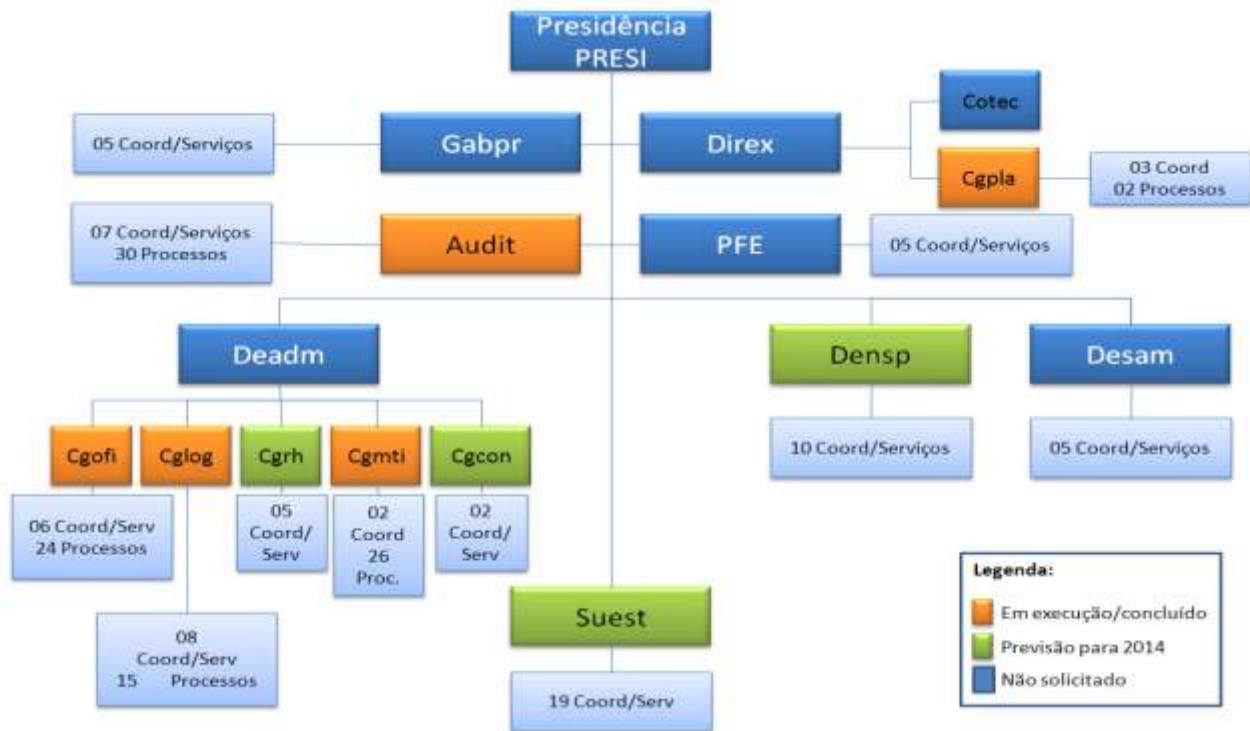 Presidência
PRESI
Cotec
05 Coord/Serviços
Gabpr
Direx
Cgpla
03 Coord
02 Processos
07 Coord/Serviços
30 Processos
Audit
PFE
05 Coord/Serviços
Deadm
Densp
Desam
10 Coord/Serviços
05 Coord/Serviços
Cgofi
Cglog
Cgrh
Cgmti
Cgcon
06 Coord/Serv
24 Processos
05
Coord/
Serv
02
Coord
26
Proc.
02
Coord/
Serv
08
Coord/Serv
15 Processos
Suest
19 Coord/Serv
Legenda:
Em execução/concluído
Previsão para 2014
Não solicitado